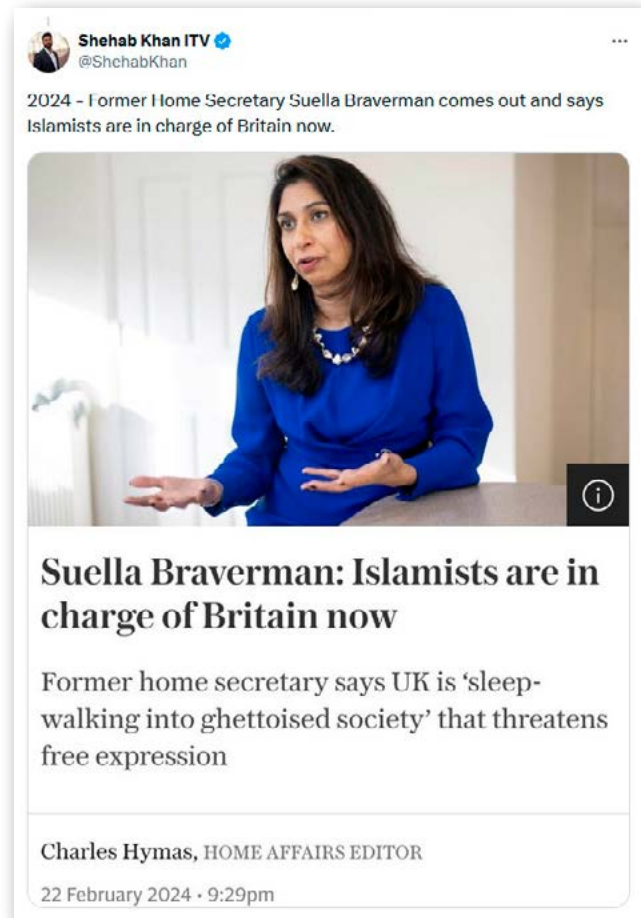 Shehab Khan ITV
@ShehabKhan
2024 - Former Home Secretary Suella Braverman comes out and says
Islamists are in charge of Britain now.
Suella Braverman: Islamists are in
charge of Britain now
Former home secretary says UK is ‘sleep-
walking into ghettoised society’ that threatens
free expression
Charles Hymas, HOME AFFAIRS EDITOR
22 February 2024 • 9:29pm